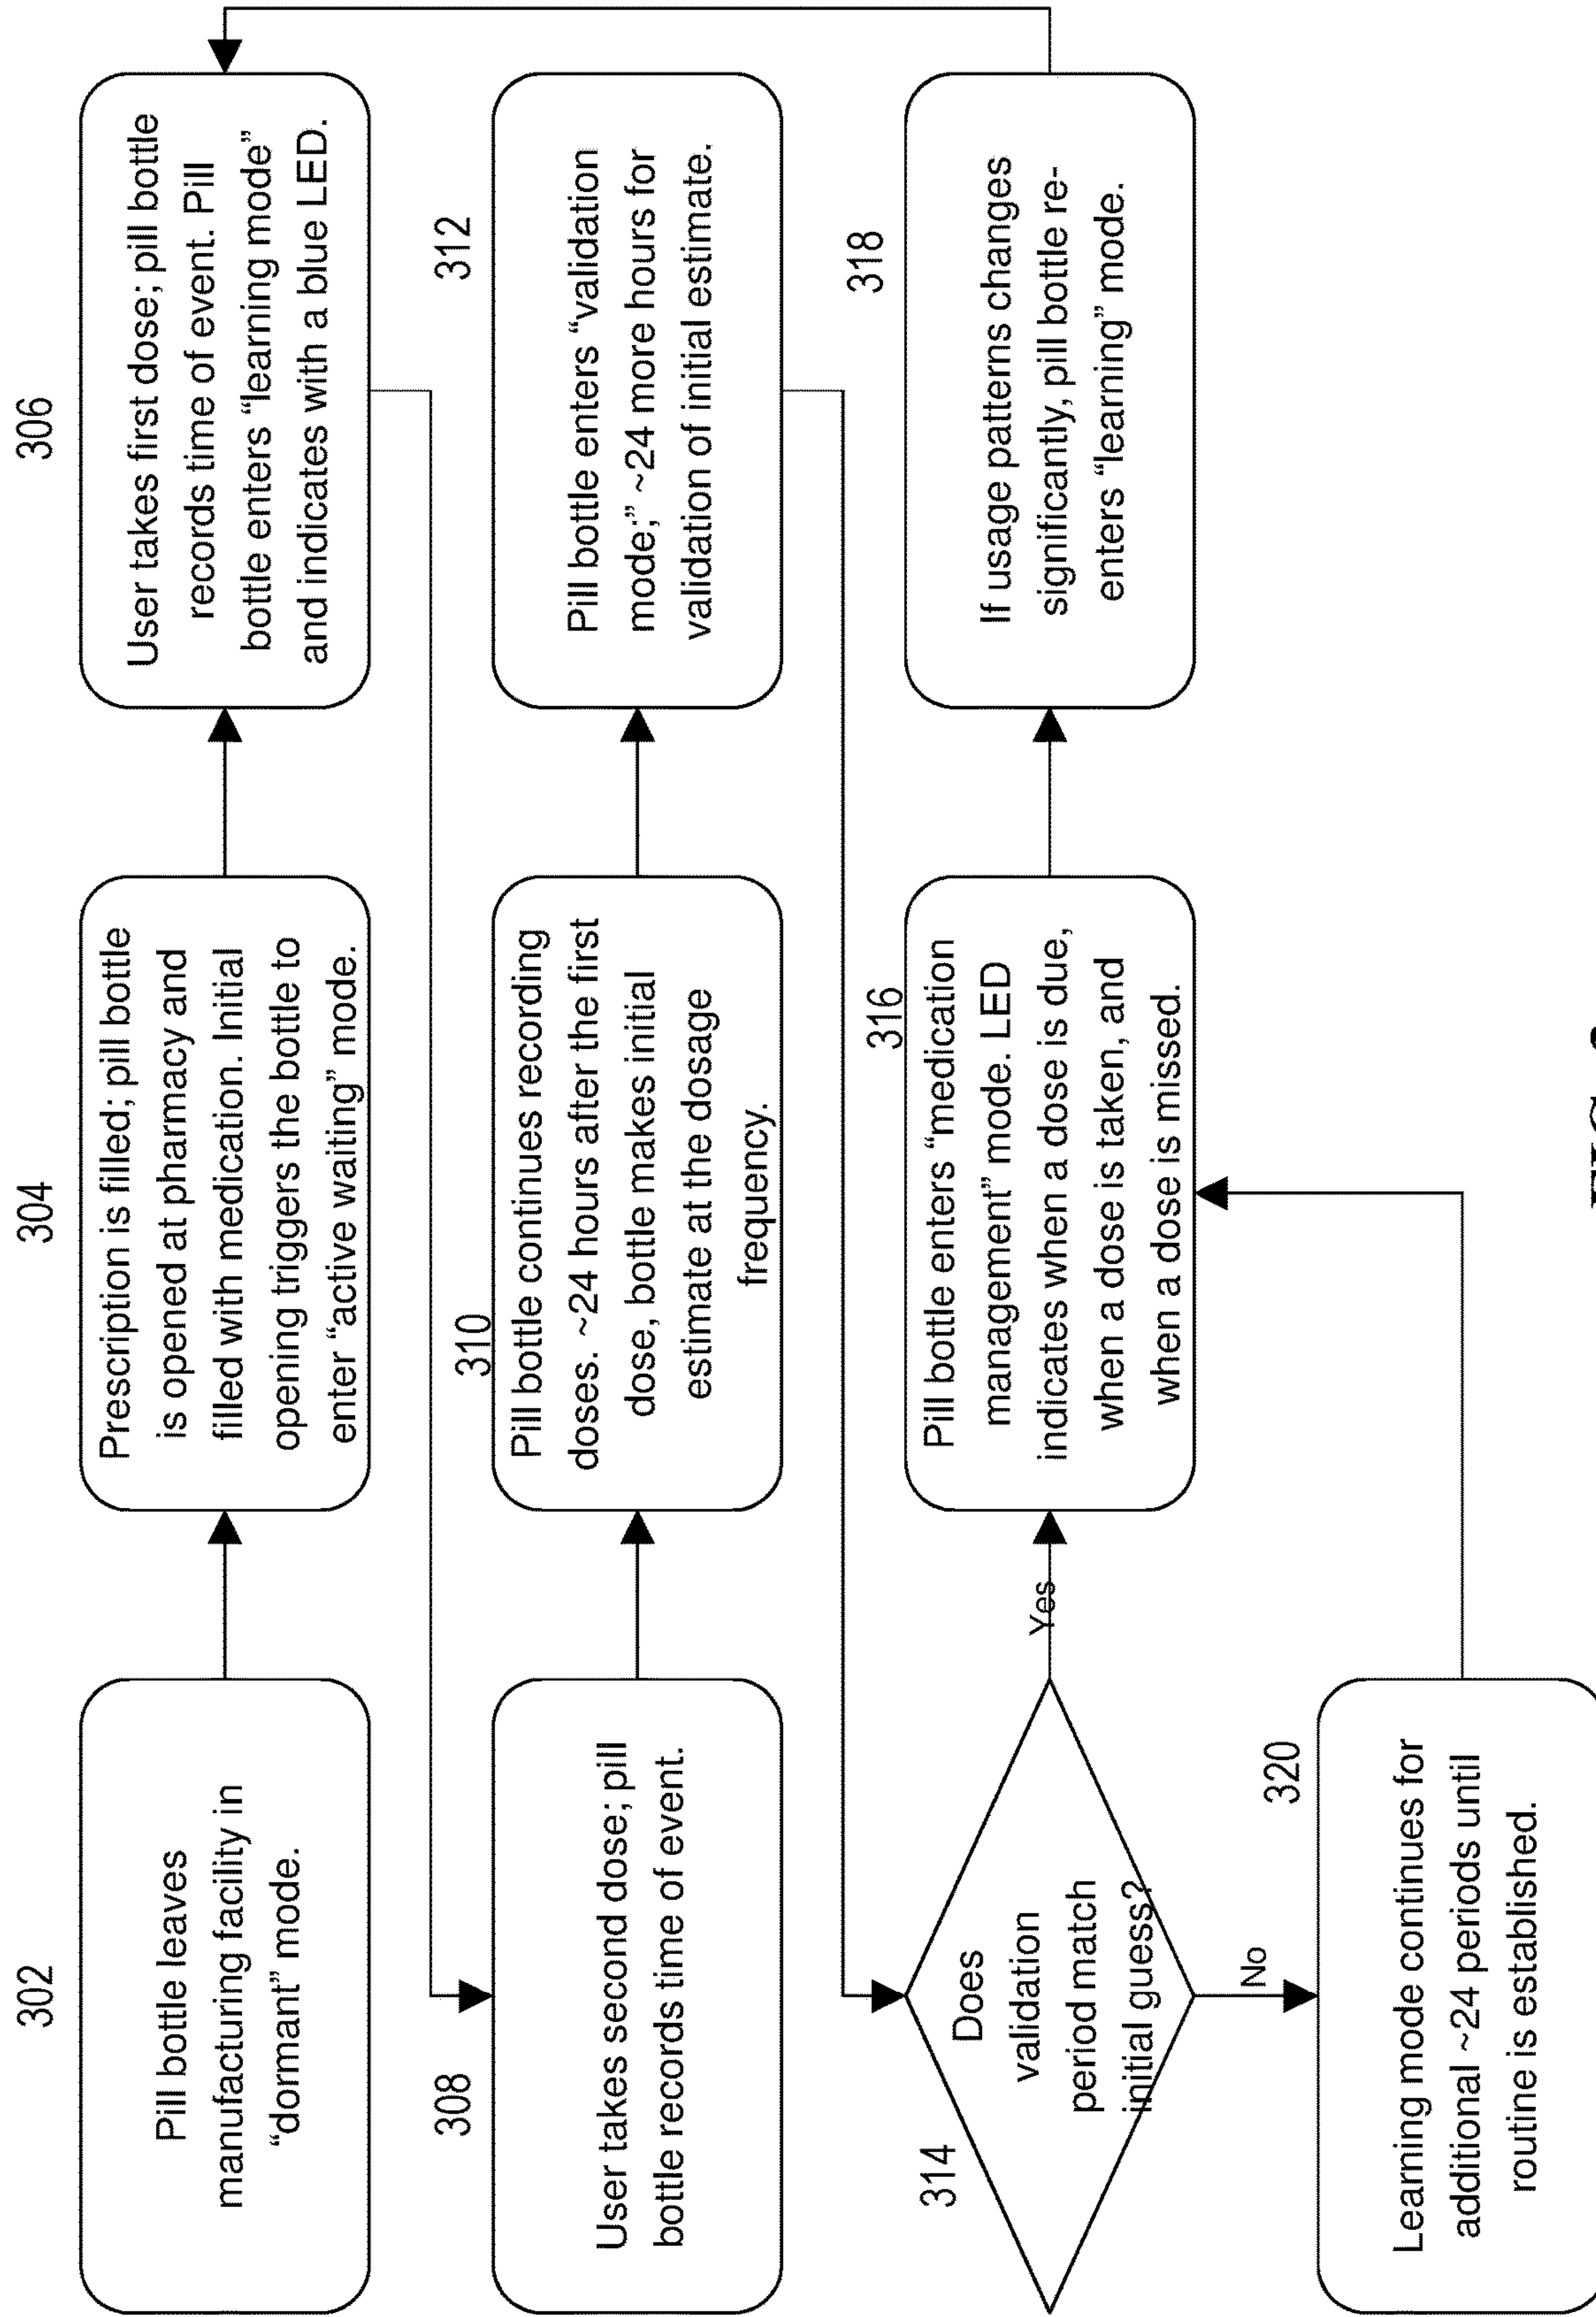 302
Pill bottle leaves
manufacturing facility in
“dormant” mode.
304
Prescription is filled; pill bottle
is opened at pharmacy and
filled with medication. Initial
opening triggers the bottle to
enter “active waiting” mode.
306
User takes first dose; pill bottle
records time of event. Pill
bottle enters “learning mode”
and indicates with a blue LED.
308
User takes second dose; pill
bottle records time of event.
310
Pill bottle continues recording
doses. ~24 hours after the first
dose, bottle makes initial
estimate at the dosage
frequency.
312
Pill bottle enters “validation
mode;” ~24 more hours for
validation of initial estimate.
314
Does
validation
period match
initial guess?
Yes
No
316
Pill bottle enters “medication
management” mode. LED
indicates when a dose is due,
when a dose is taken, and
when a dose is missed.
318
If usage patterns changes
significantly, pill bottle re-
enters “learning” mode.
320
Learning mode continues for
additional ~24 periods until
routine is established.